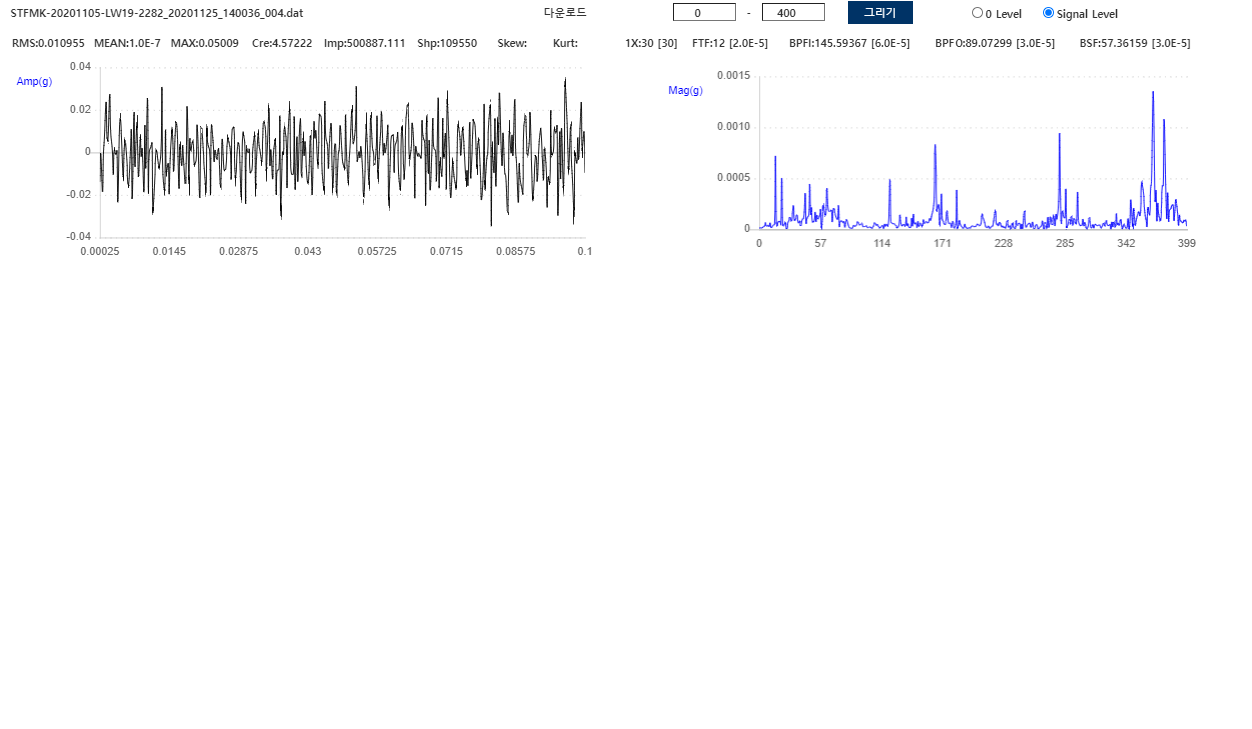 STFMK-20201105-LW19-2282_20201125_140036_004.dat 다운로드 0 - 400 그리기 0 Level Signal Level
RMS:0.010955 MEAN:1.0E-7 MAX:0.05009 Cre:4.57222 Imp:500887.111 Shp:109550 Skew: Kurt: 1X:30 [30] FTF:12 [2.0E-5] BPFI:145.59367 [6.0E-5] BPFO:89.07299 [3.0E-5] BSF:57.36159 [3.0E-5]
Amp(g)
0.04
0.02
0
-0.02
-0.04
0.00025 0.0145 0.02875 0.043 0.05725 0.0715 0.08575 0.1
Mag(g)
0.0015
0.0010
0.0005
0
0 57 114 171 228 285 342 399